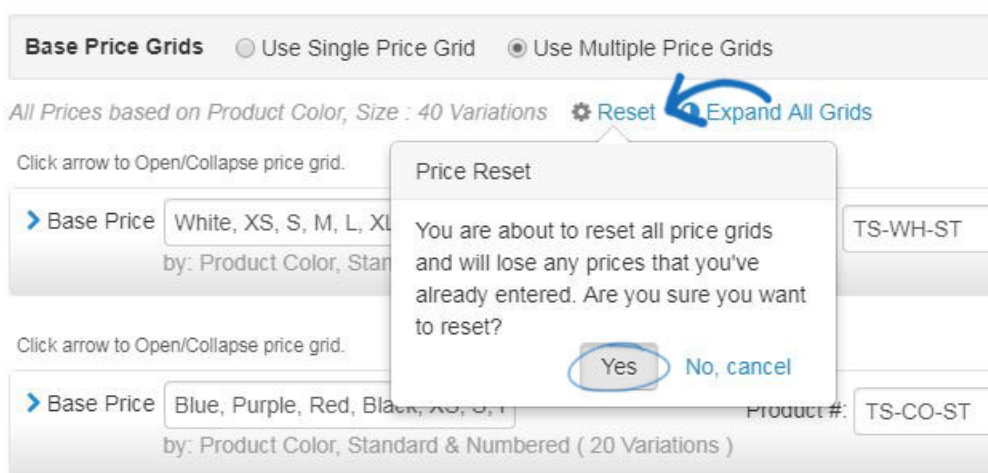 Base Price Grids Use Single Price Grid Use Multiple Price Grids
All Prices based on Product Color, Size : 40 Variations Reset Expand All Grids
Click arrow to Open/Collapse price grid.
Price Reset
Base Price White, XS, S, M, L, XL TS-WH-ST
by: Product Color, Stan
You are about to reset all price grids
and will lose any prices that you've
already entered. Are you sure you want
to reset?
Yes No, cancel
Click arrow to Open/Collapse price grid.
Base Price Blue, Purple, Red, Black, XS, S, Product #: TS-CO-ST
by: Product Color, Standard & Numbered ( 20 Variations )